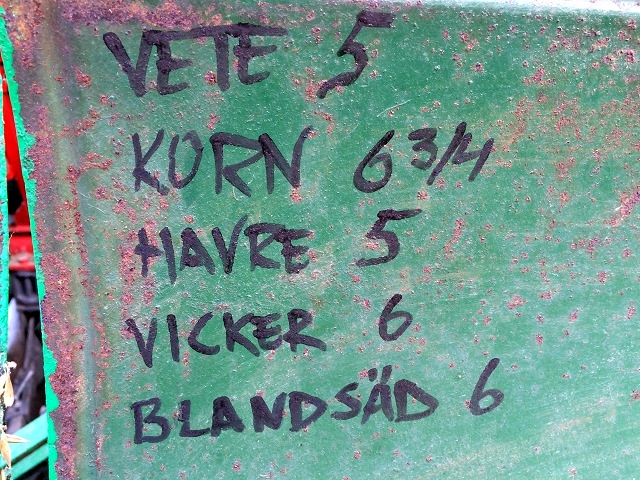 VETE 5
KORN 6 3/4
HAVRE 5
VICKER 6
BLANDSÄD 6